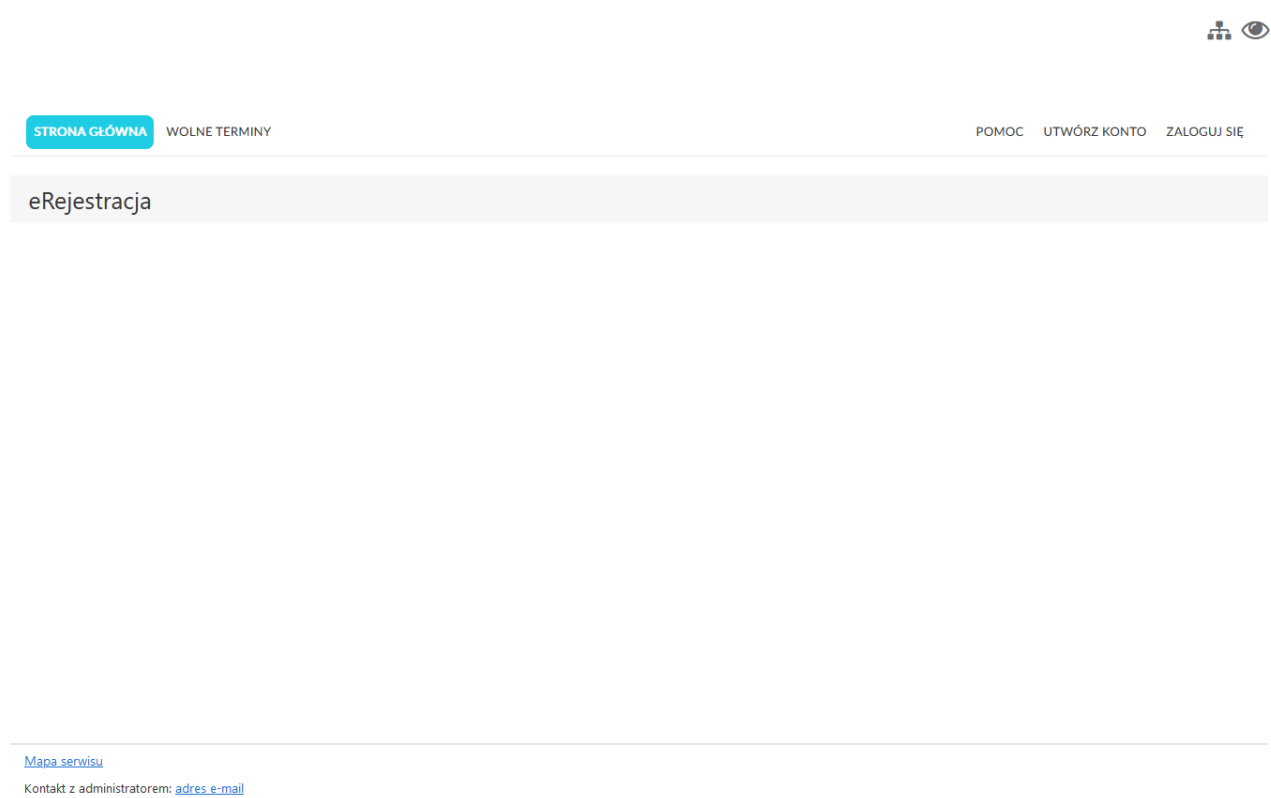 STRONA GŁÓWNA WOLNE TERMINY POMOC UTWÓRZ KONTO ZALOGUJ SIĘ
eRejestracja
Mapa serwisu
Kontakt z administratorem: adres e-mail